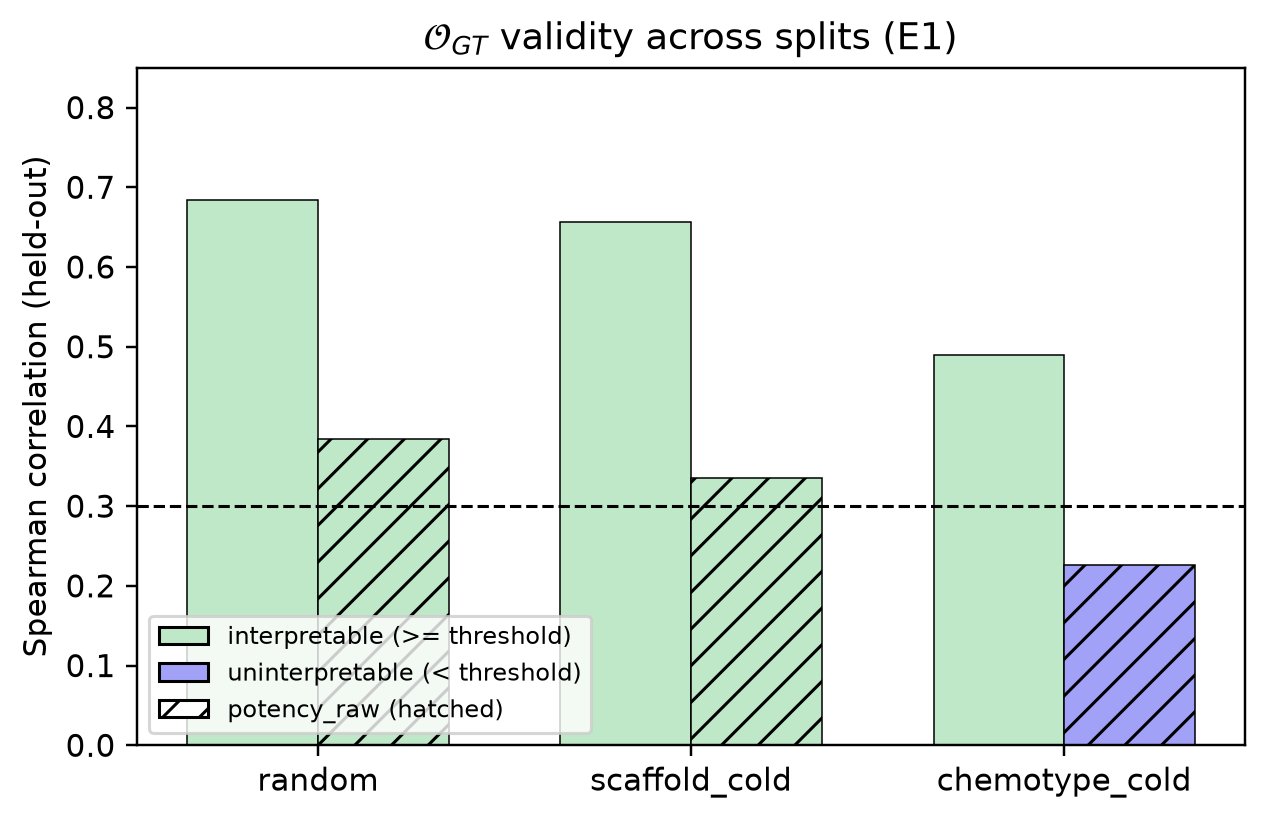 𝒪GT validity across splits (E1)
Spearman correlation (held-out)
0.8
0.7
0.6
0.5
0.4
0.3
0.2
0.1
0.0
interpretable (>= threshold)
uninterpretable (< threshold)
potency_raw (hatched)
random scaffold_cold chemotype_cold